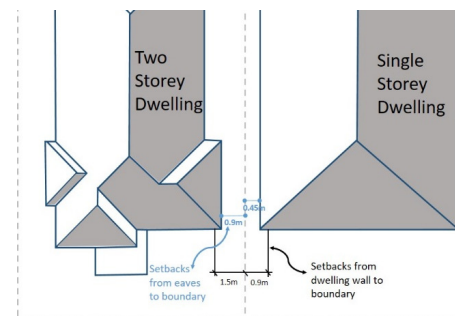 Two
Storey
Dwelling
Single
Storey
Dwelling
0.45m
0.9m
Setbacks
from eaves
to boundary
1.5m
0.9m
Setbacks from
dwelling wall to
boundary